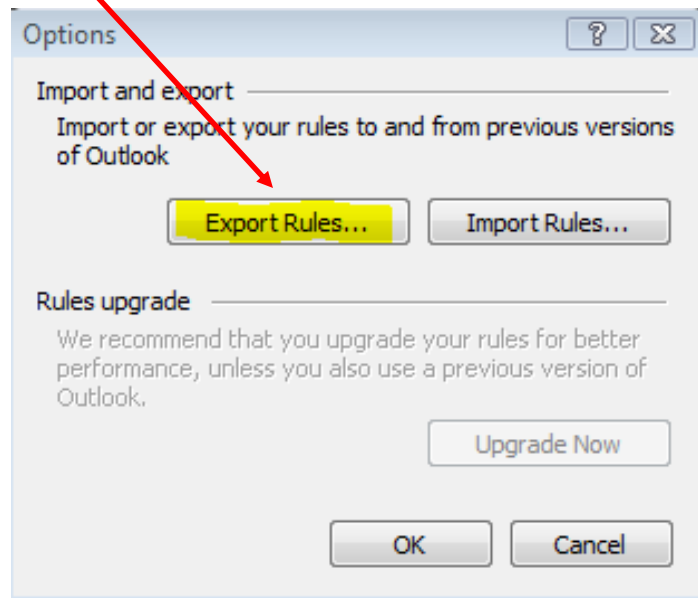 Options
Import and export
Import or export your rules to and from previous versions
of Outlook
Export Rules... Import Rules...
Rules upgrade
We recommend that you upgrade your rules for better
performance, unless you also use a previous version of
Outlook.
Upgrade Now
OK Cancel